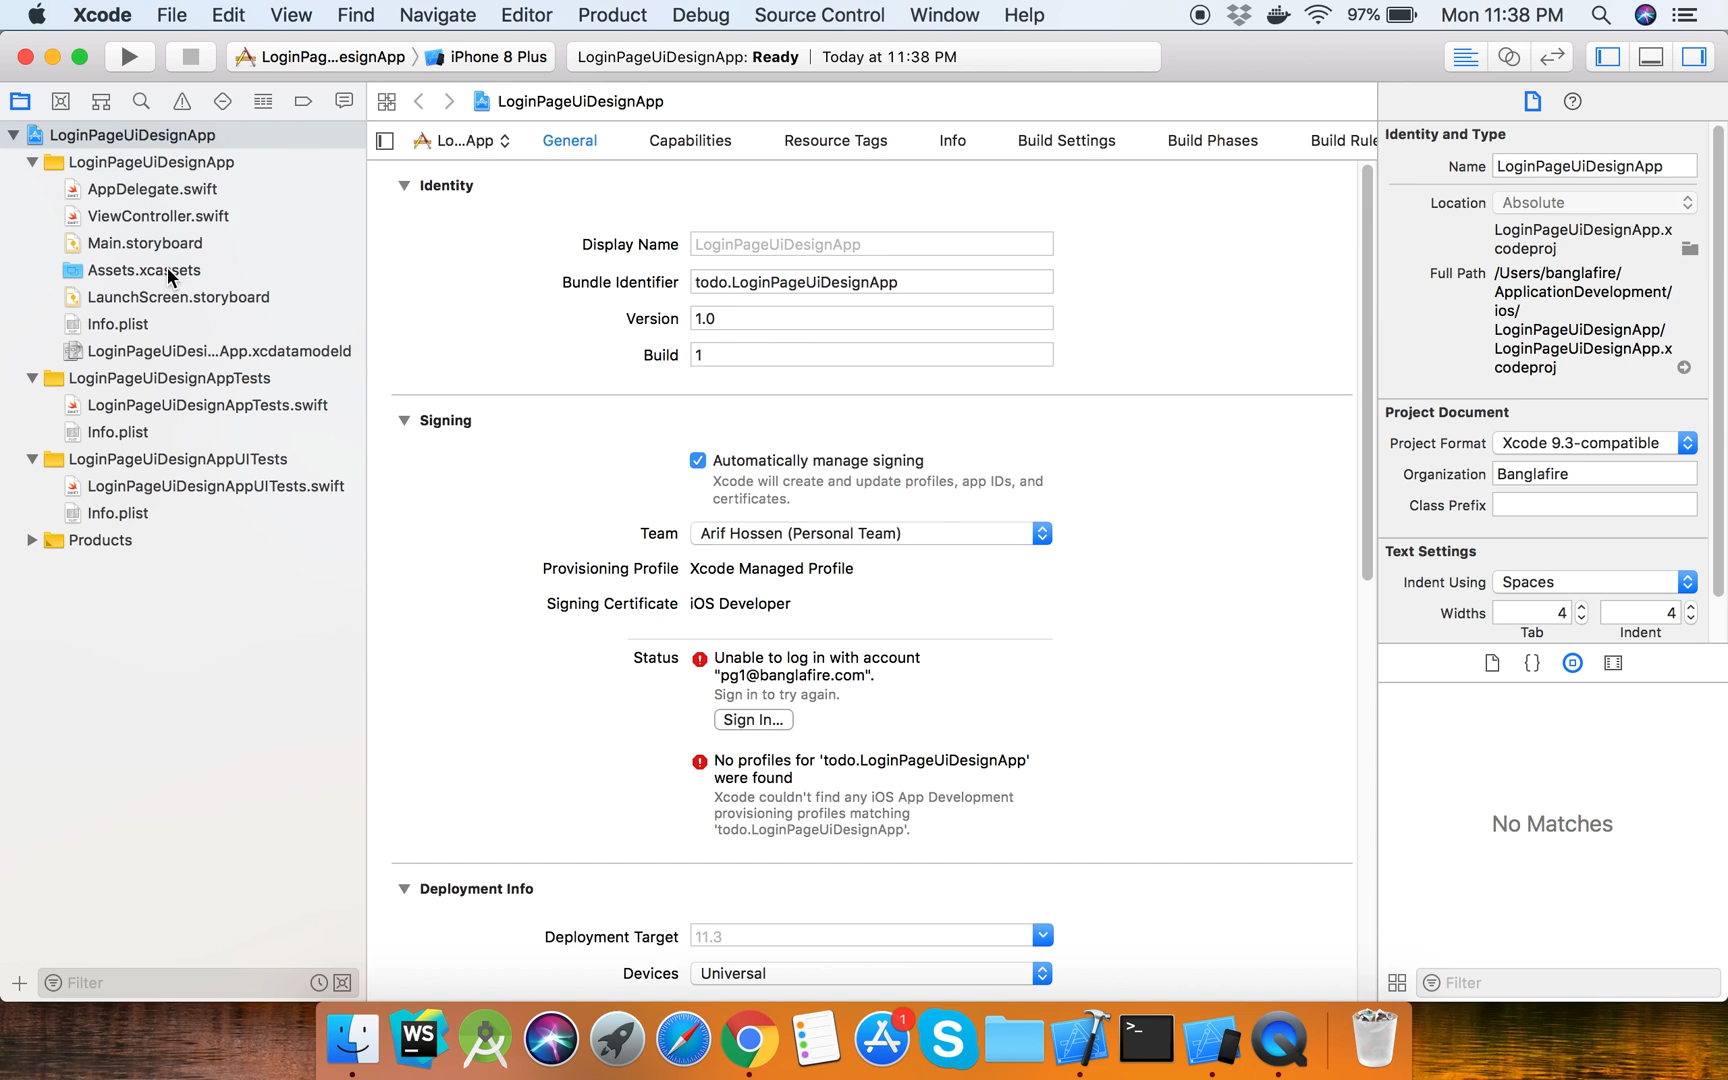 Xcode File Edit View Find Navigate Editor Product Debug Source Control Window Help 97% Mon 11:38 PM
LoginPag...esignApp iPhone 8 Plus LoginPageUiDesignApp: Ready | Today at 11:38 PM
LoginPageUiDesignApp
LoginPageUiDesignApp
LoginPageUiDesignApp
AppDelegate.swift
ViewController.swift
Main.storyboard
Assets.xcassets
LaunchScreen.storyboard
Info.plist
LoginPageUiDesi...App.xcdatamodeld
LoginPageUiDesignAppTests
LoginPageUiDesignAppTests.swift
Info.plist
LoginPageUiDesignAppUITests
LoginPageUiDesignAppUITests.swift
Info.plist
Products
Filter
Lo...App General Capabilities Resource Tags Info Build Settings Build Phases Build Rule
Identity
Display Name LoginPageUiDesignApp
Bundle Identifier todo.LoginPageUiDesignApp
Version 1.0
Build 1
Signing
Automatically manage signing
Xcode will create and update profiles, app IDs, and
certificates.
Team Arif Hossen (Personal Team)
Provisioning Profile Xcode Managed Profile
Signing Certificate iOS Developer
Status Unable to log in with account
"pg1@banglafire.com".
Sign in to try again.
Sign In...
No profiles for 'todo.LoginPageUiDesignApp'
were found
Xcode couldn't find any iOS App Development
provisioning profiles matching
'todo.LoginPageUiDesignApp'.
Deployment Info
Deployment Target 11.3
Devices Universal
Identity and Type
Name LoginPageUiDesignApp
Location Absolute
LoginPageUiDesignApp.x
codeproj
Full Path /Users/banglafire/
ApplicationDevelopment/
ios/
LoginPageUiDesignApp/
LoginPageUiDesignApp.x
codeproj
Project Document
Project Format Xcode 9.3-compatible
Organization Banglafire
Class Prefix
Text Settings
Indent Using Spaces
Widths 4 4
Tab Indent
No Matches
Filter
WS
1